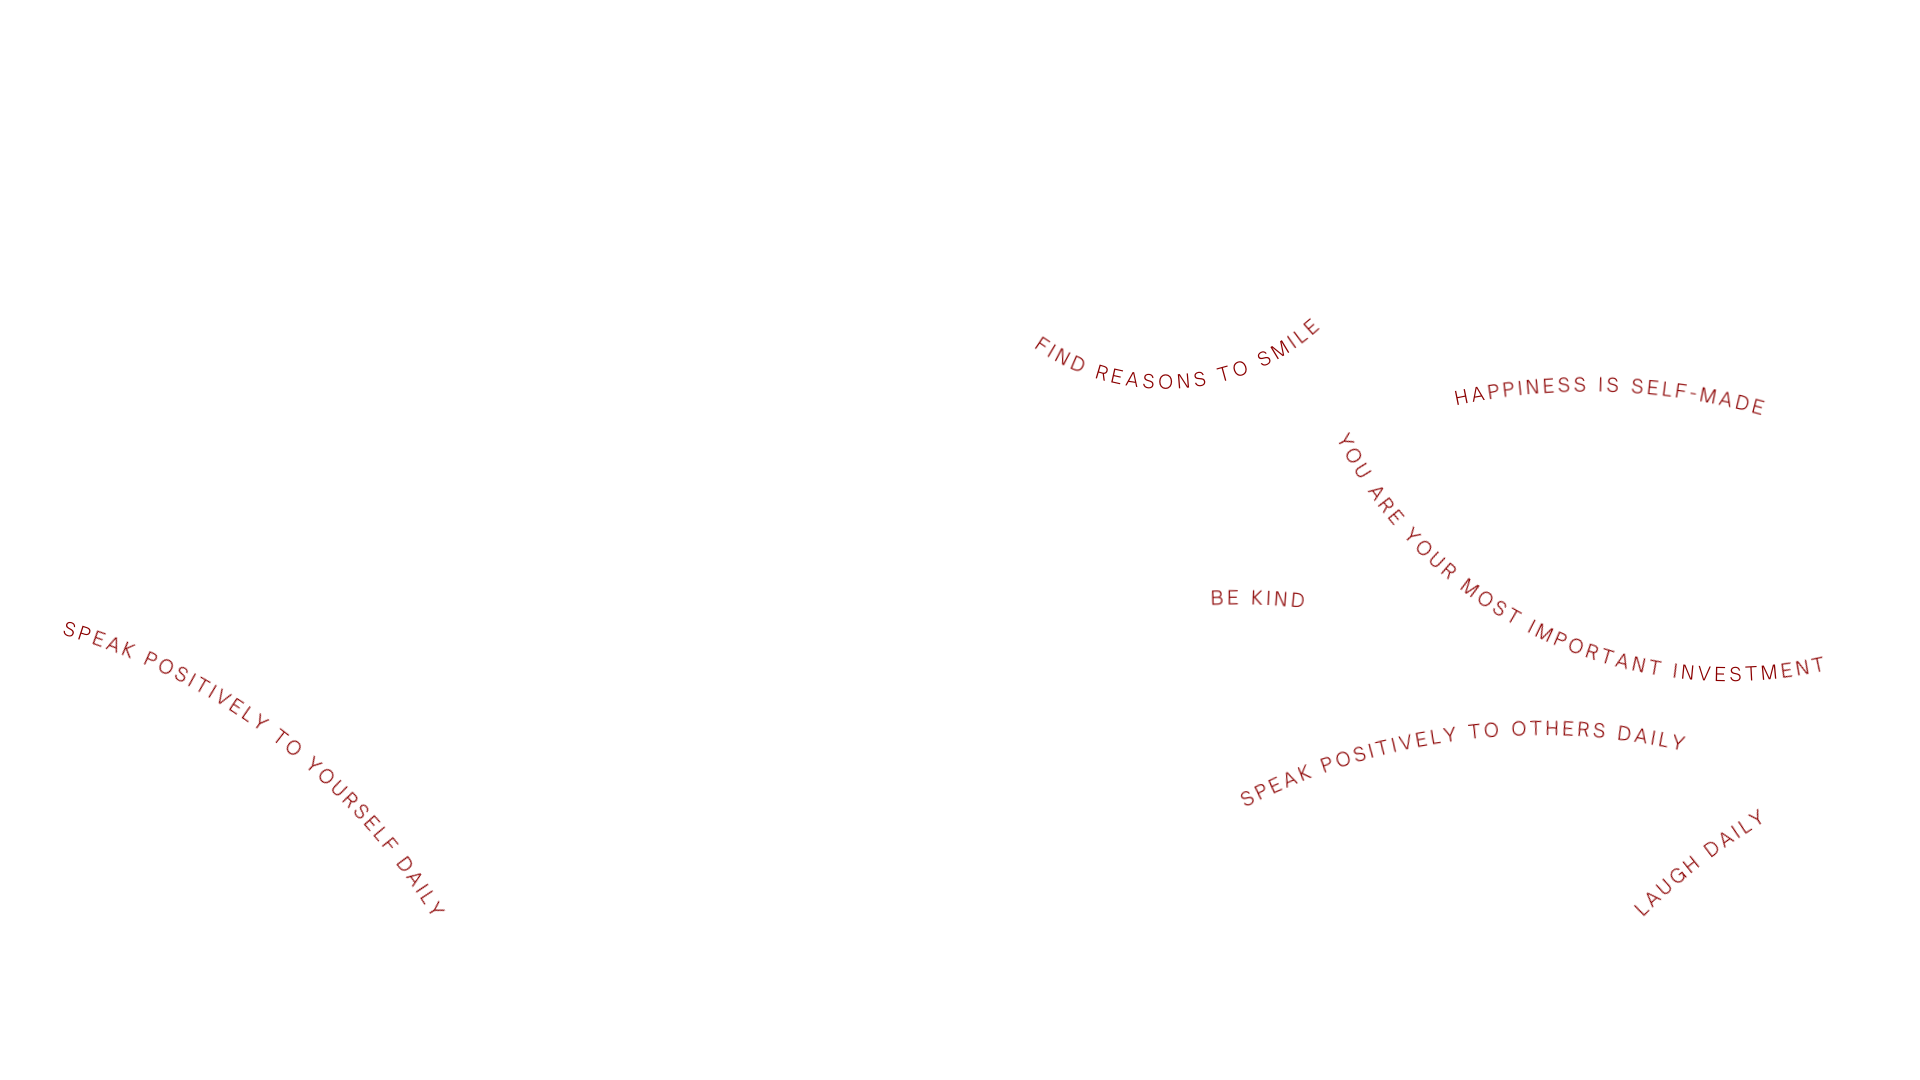 FIND REASONS TO SMILE
HAPPINESS IS SELF-MADE
YOU ARE YOUR MOST IMPORTANT INVESTMENT
BE KIND
SPEAK POSITIVELY TO YOURSELF DAILY
SPEAK POSITIVELY TO OTHERS DAILY
LAUGH DAILY